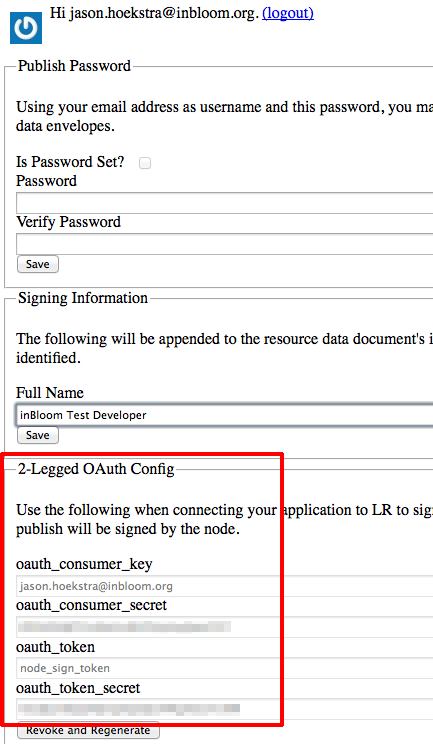 Hi jason.hoekstra@inbloom.org. (logout)
Publish Password
Using your email address as username and this password, you ma
data envelopes.
Is Password Set?
Password
Verify Password
Save
Signing Information
The following will be appended to the resource data document's i
identified.
Full Name
inBloom Test Developer
Save
2-Legged OAuth Config
Use the following when connecting your application to LR to sig
publish will be signed by the node.
oauth_consumer_key
jason.hoekstra@inbloom.org
oauth_consumer_secret
oauth_token
node_sign_token
oauth_token_secret
Revoke and Regenerate